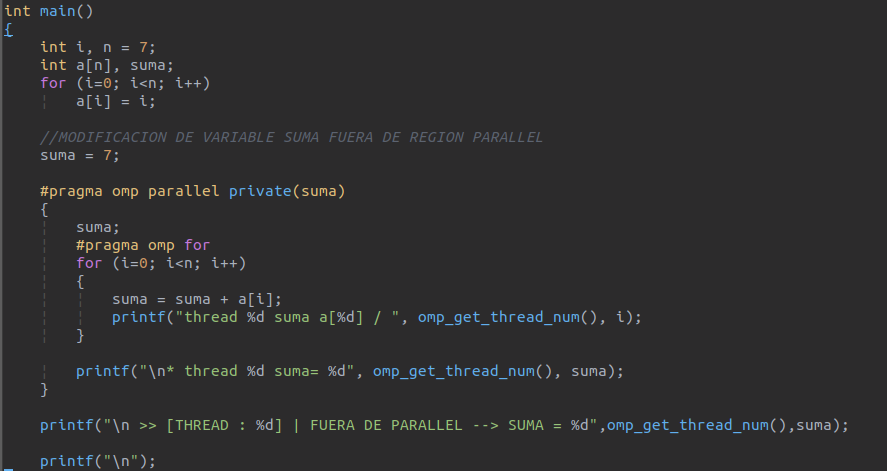 int main()
{
int i, n = 7;
int a[n], suma;
for (i=0; i<n; i++)
a[i] = i;
//MODIFICACION DE VARIABLE SUMA FUERA DE REGION PARALLEL
suma = 7;
#pragma omp parallel private(suma)
{
suma;
#pragma omp for
for (i=0; i<n; i++)
{
suma = suma + a[i];
printf("thread %d suma a[%d] / ", omp_get_thread_num(), i);
}
printf("\n* thread %d suma= %d", omp_get_thread_num(), suma);
}
printf("\n >> [THREAD : %d] | FUERA DE PARALLEL --> SUMA = %d",omp_get_thread_num(),suma);
printf("\n");